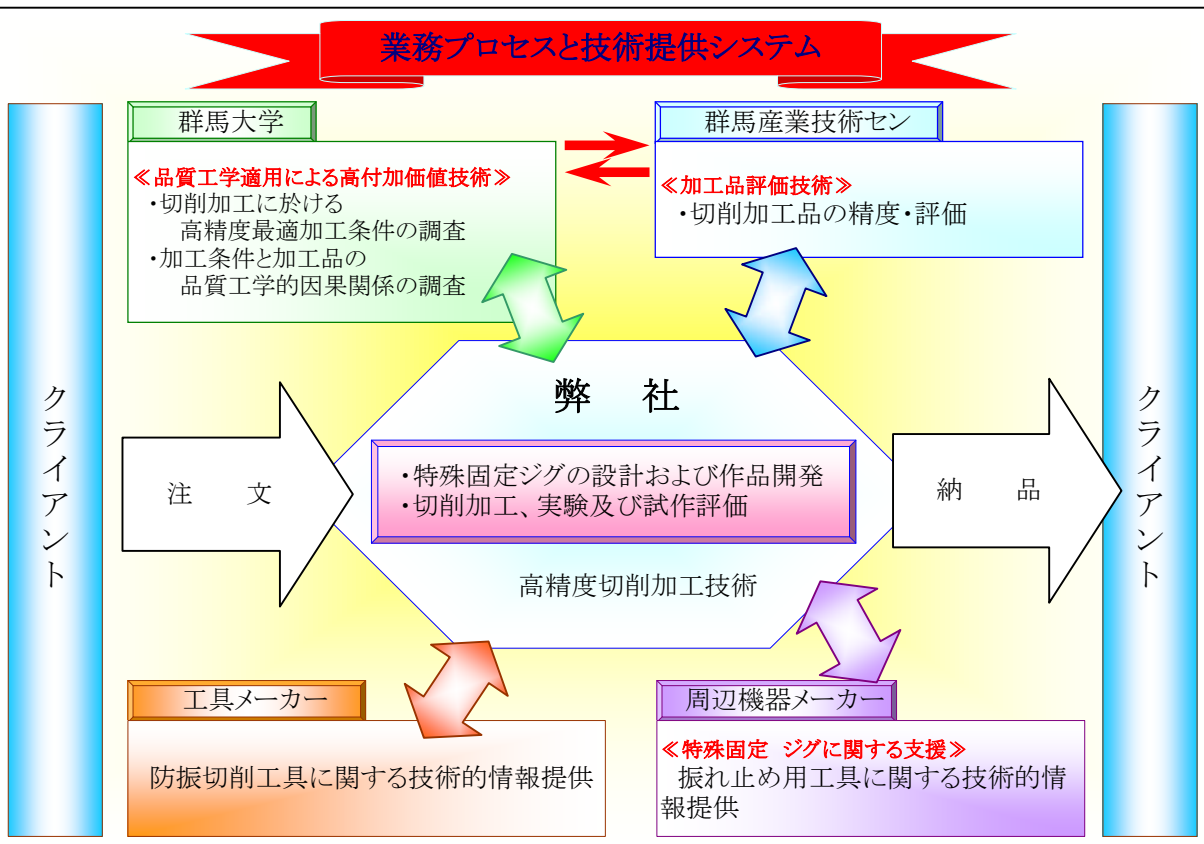 業務プロセスと技術提供システム
群馬大学
≪品質工学適用による高付加価値技術≫
・切削加工に於ける
高精度最適加工条件の調査
・加工条件と加工品の
品質工学的因果関係の調査
群馬産業技術セン
≪加工品評価技術≫
・切削加工品の精度・評価
クライアント
注　文
弊　社
・特殊固定ジグの設計および作品開発
・切削加工、実験及び試作評価
高精度切削加工技術
納　品
クライアント
工具メーカー
防振切削工具に関する技術的情報提供
周辺機器メーカー
≪特殊固定 ジグに関する支援≫
振れ止め用工具に関する技術的情
報提供